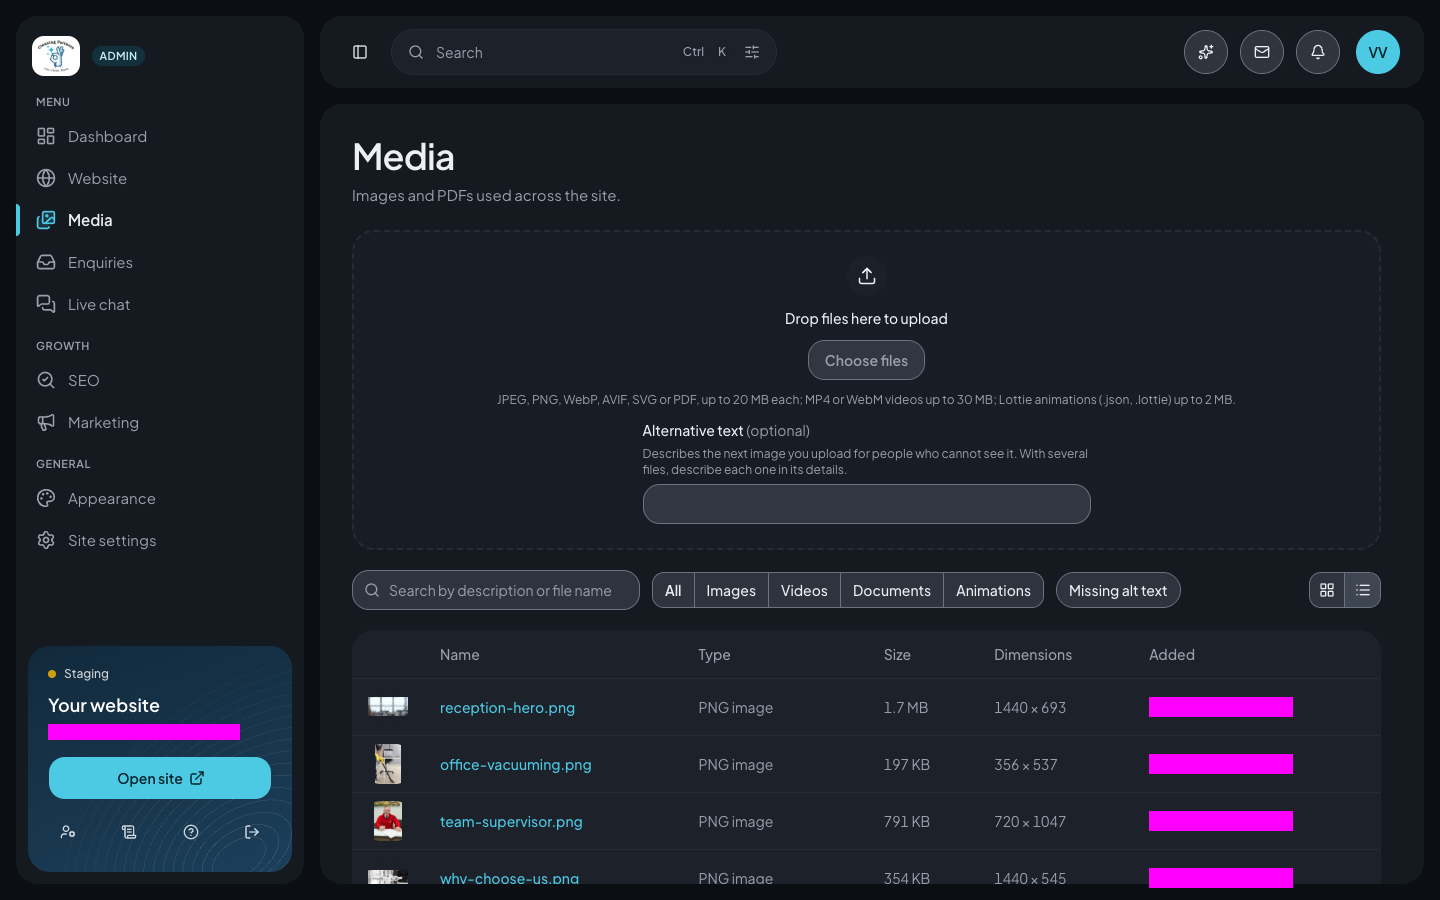 ADMIN
MENU
Dashboard
Website
Media
Enquiries
Live chat
GROWTH
SEO
Marketing
GENERAL
Appearance
Site settings
Staging
Your website
Open site
Search
Ctrl K
VV
Media
Images and PDFs used across the site.
Drop files here to upload
Choose files
JPEG, PNG, WebP, AVIF, SVG or PDF, up to 20 MB each; MP4 or WebM videos up to 30 MB; Lottie animations (.json, .lottie) up to 2 MB.
Alternative text (optional)
Describes the next image you upload for people who cannot see it. With several
files, describe each one in its details.
Search by description or file name
All Images Videos Documents Animations Missing alt text
Name Type Size Dimensions Added
reception-hero.png PNG image 1.7 MB 1440 × 693
office-vacuuming.png PNG image 197 KB 356 × 537
team-supervisor.png PNG image 791 KB 720 × 1047
why-choose-us.png PNG image 354 KB 1440 × 545